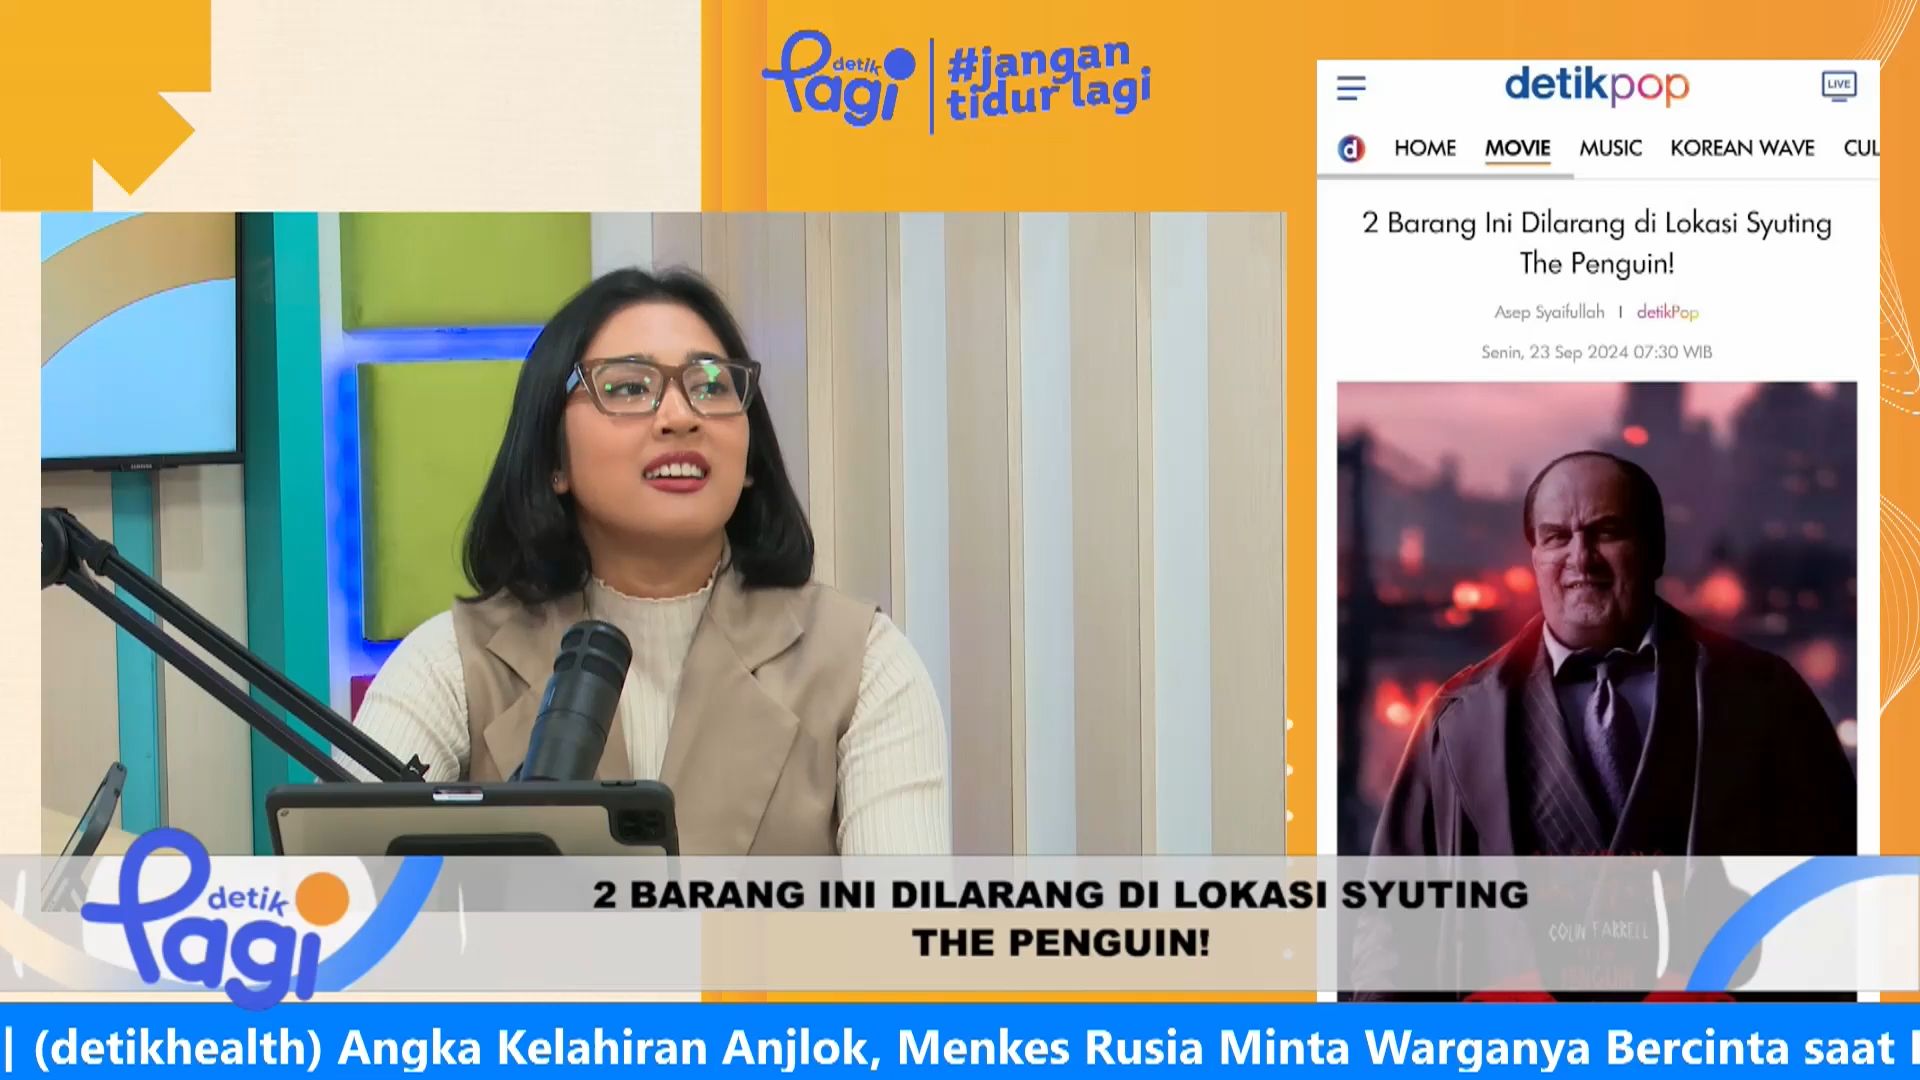 detik
Pagi
#jangan
tidur lagi
detikpop
LIVE
d HOME MOVIE MUSIC KOREAN WAVE CUL
2 Barang Ini Dilarang di Lokasi Syuting
The Penguin!
Asep Syaifullah | detikPop
Senin, 23 Sep 2024 07:30 WIB
SAMSUNG
COLIN FARRELL
detik
Pagi
2 BARANG INI DILARANG DI LOKASI SYUTING
THE PENGUIN!
| (detikhealth) Angka Kelahiran Anjlok, Menkes Rusia Minta Warganya Bercinta saat